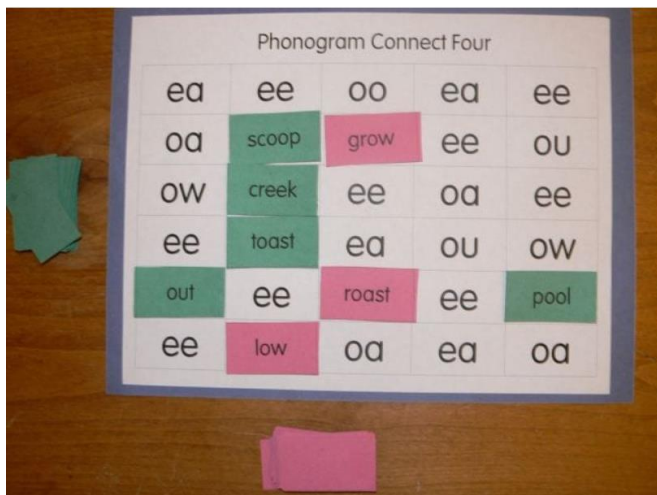 Phonogram Connect Four
ea ee oo ea ee
oa scoop grow ee ou
ow creek ee oa ee
ee toast ea ou ow
out ee roast ee pool
ee low oa ea oa